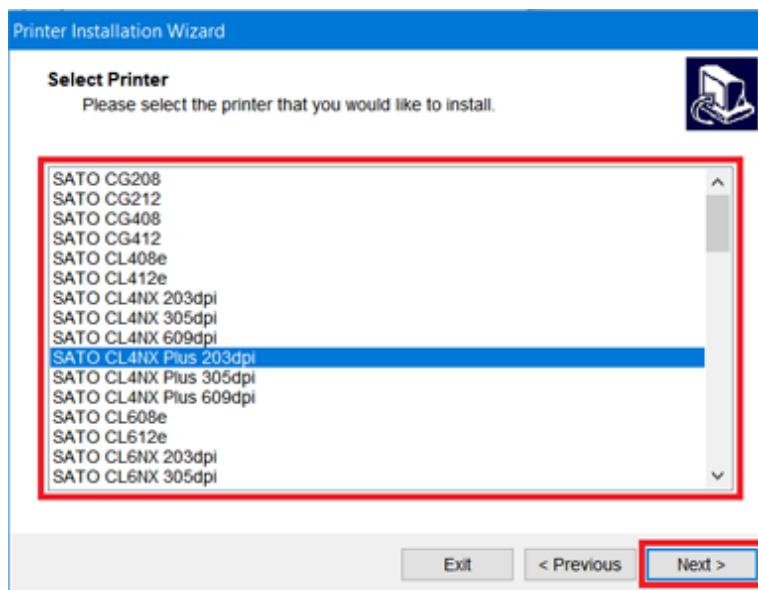 Printer Installation Wizard
Select Printer
Please select the printer that you would like to install.
SATO CG208
SATO CG212
SATO CG408
SATO CG412
SATO CL408e
SATO CL412e
SATO CL4NX 203dpi
SATO CL4NX 305dpi
SATO CL4NX 609dpi
SATO CL4NX Plus 203dpi
SATO CL4NX Plus 305dpi
SATO CL4NX Plus 609dpi
SATO CL608e
SATO CL612e
SATO CL6NX 203dpi
SATO CL6NX 305dpi
Exit < Previous Next >